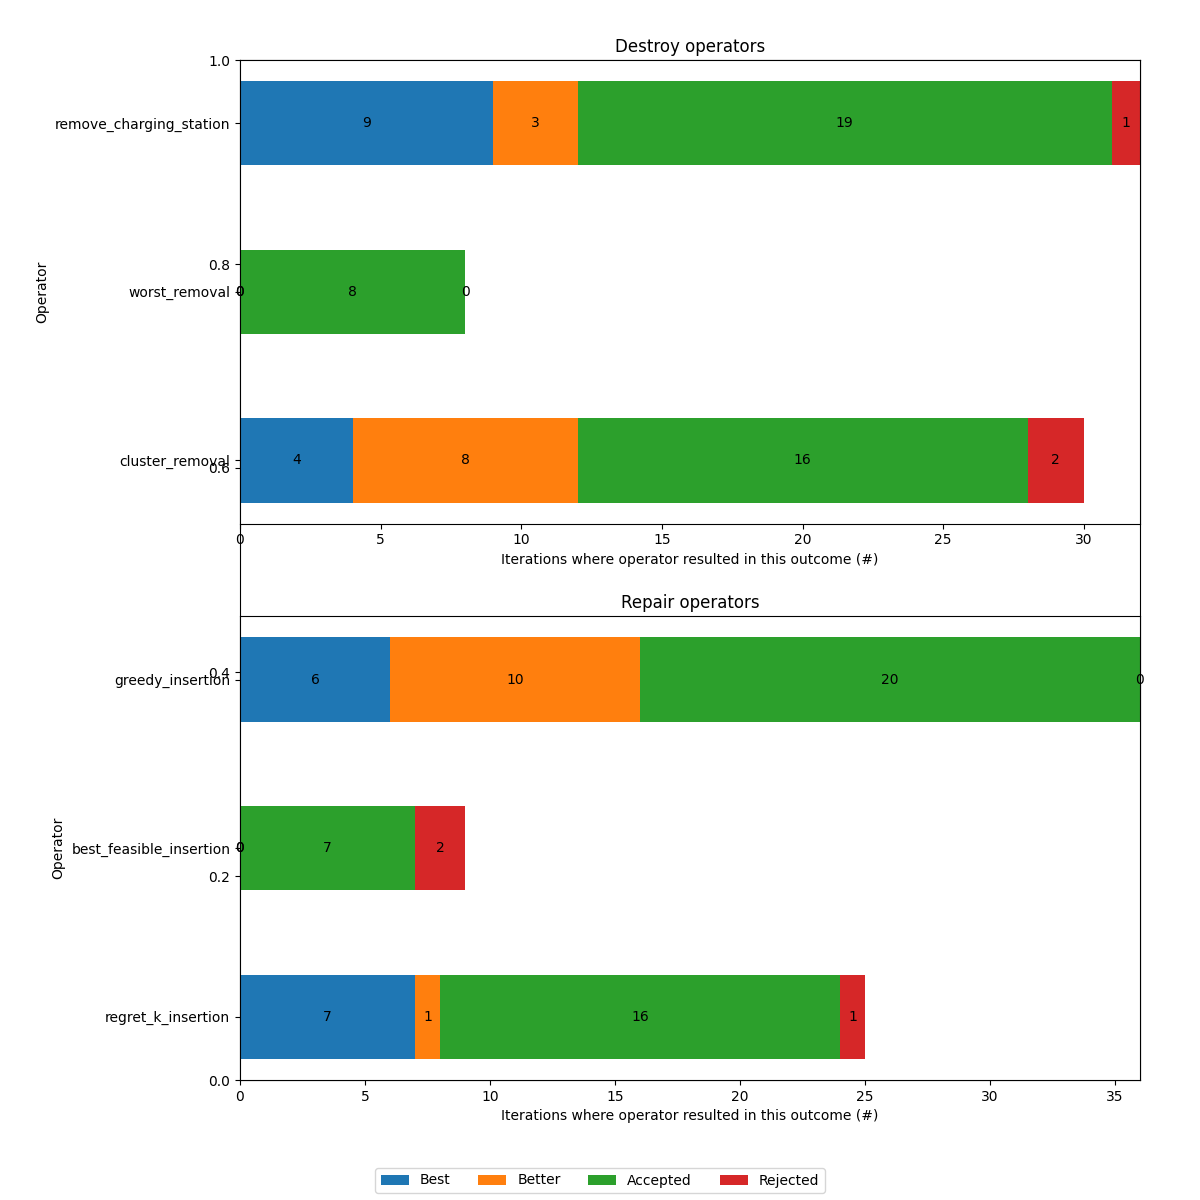 Destroy operators
1.0
remove_charging_station 9 3 19 1
0.8
Operator
worst_removal 0 8 0
cluster_removal 4 8 16 2
0.6
0 5 10 15 20 25 30
Iterations where operator resulted in this outcome (#)
Repair operators
0.4
greedy_insertion 6 10 20 0
Operator
best_feasible_insertion 0 7 2
0.2
regret_k_insertion 7 1 16 1
0.0
0 5 10 15 20 25 30 35
Iterations where operator resulted in this outcome (#)
Best Better Accepted Rejected